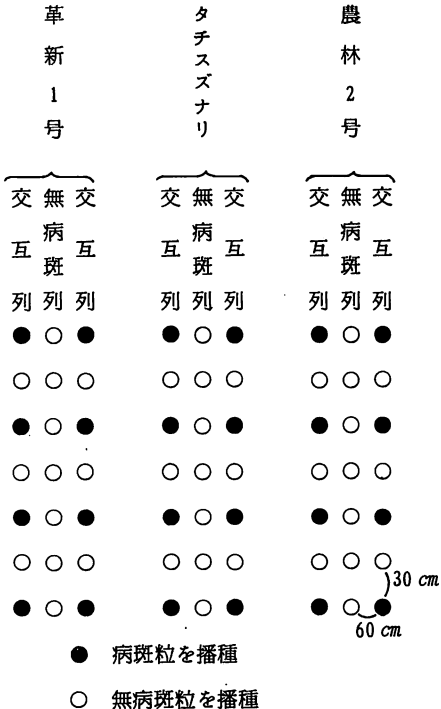 革新1号
タチスズナリ
農林2号
交互列
無病斑列
交互列
交互列
無病斑列
交互列
交互列
無病斑列
交互列
30 cm
60 cm
● 病斑粒を播種
○ 無病斑粒を播種